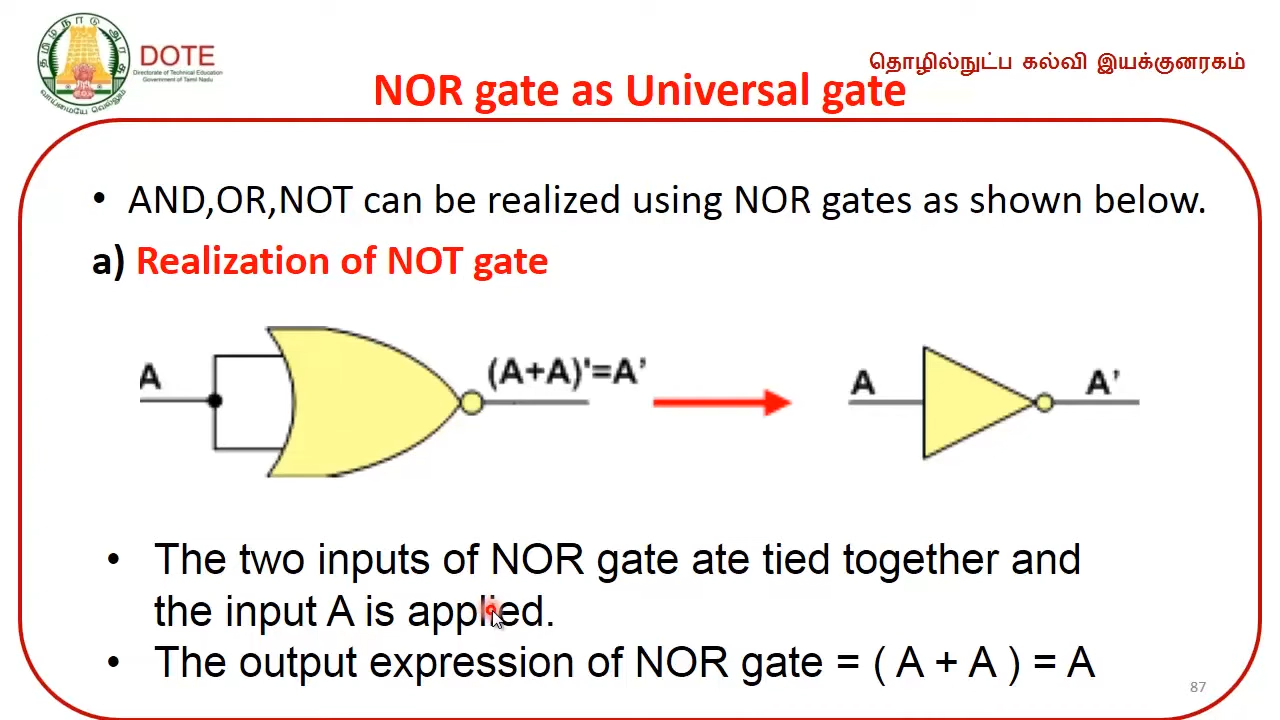 தமிழ்நாடு அரசு
வாய்மையே வெல்லும்
DOTE
Directorate of Technical Education
Government of Tamil Nadu
தொழில்நுட்ப கல்வி இயக்குனரகம்
NOR gate as Universal gate
• AND,OR,NOT can be realized using NOR gates as shown below.
a) Realization of NOT gate
A
(A+A)'=A'
A
A'
• The two inputs of NOR gate ate tied together and
the input A is applied.
• The output expression of NOR gate = ( A + A ) = A
87